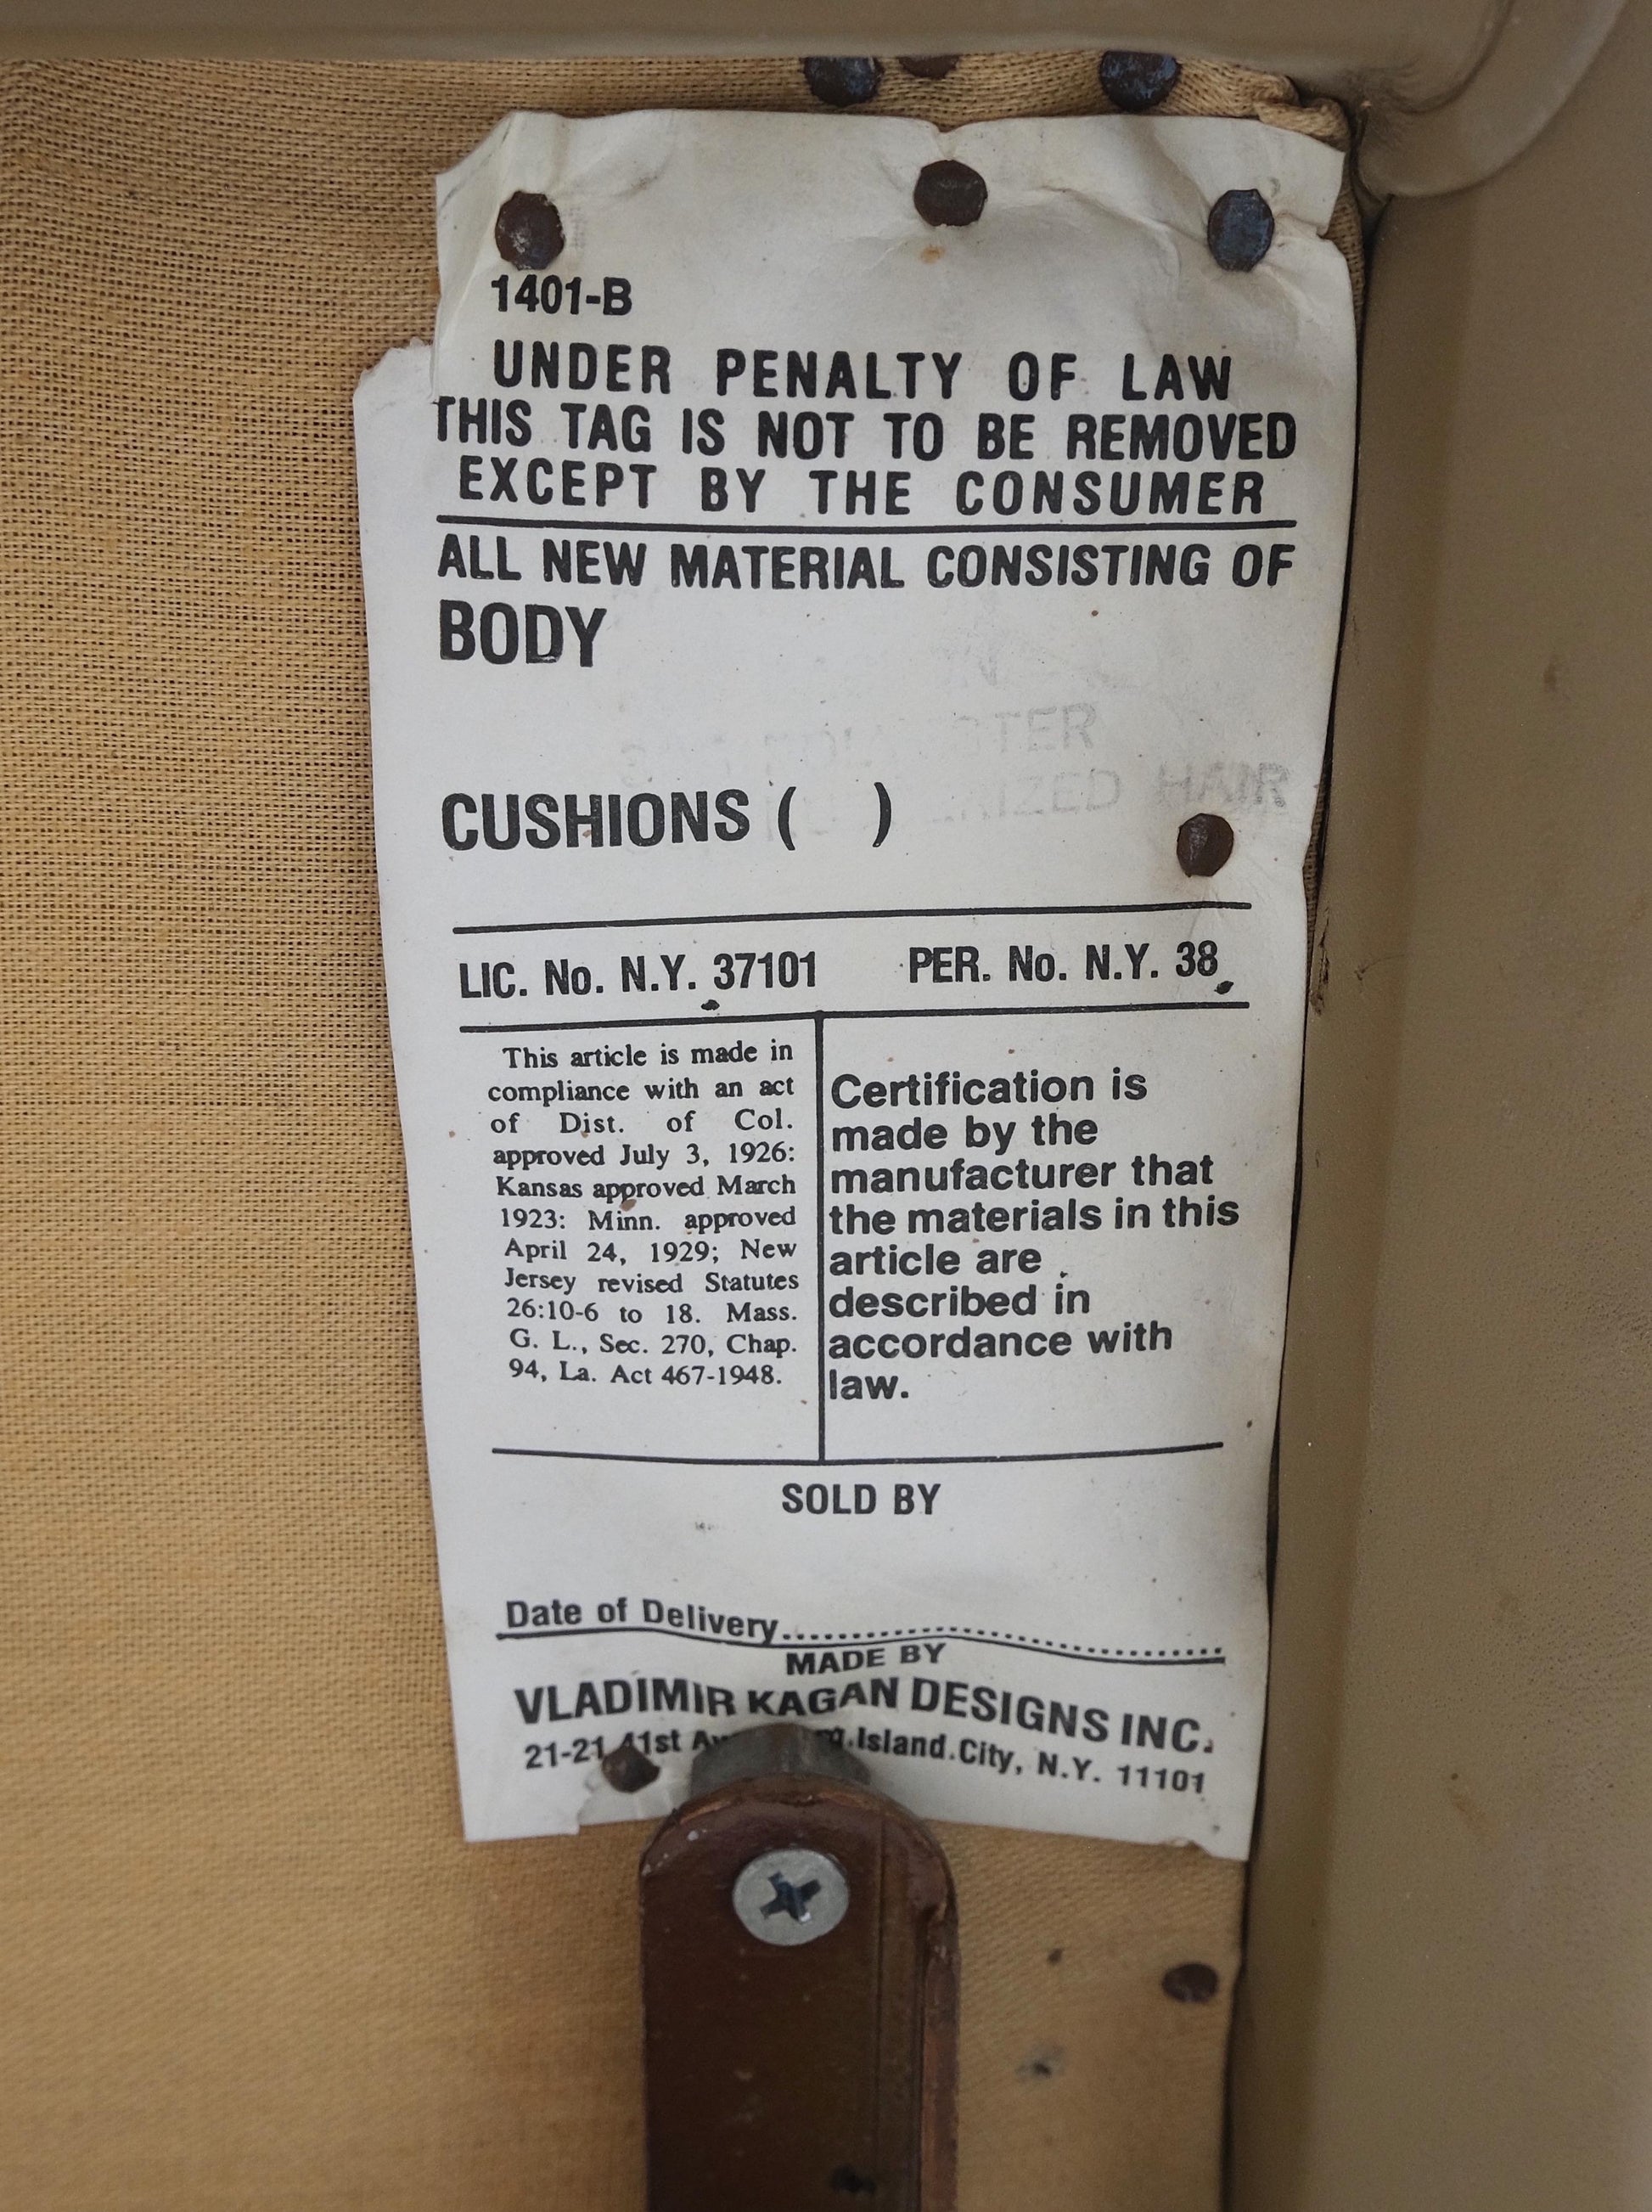 1401-B
UNDER PENALTY OF LAW
THIS TAG IS NOT TO BE REMOVED
EXCEPT BY THE CONSUMER
ALL NEW MATERIAL CONSISTING OF
BODY
HAIR
CUSHIONS ( )
LIC. No. N.Y. 37101 PER. No. N.Y. 38
This article is made in
compliance with an act
of Dist. of Col.
approved July 3, 1926:
Kansas approved March
1923: Minn. approved
April 24, 1929; New
Jersey revised Statutes
26:10-6 to 18. Mass.
G. L., Sec. 270, Chap.
94, La. Act 467-1948.
Certification is
made by the
manufacturer that
the materials in this
article are
described in
accordance with
law.
SOLD BY
Date of Delivery
MADE BY
VLADIMIR KAGAN DESIGNS INC.
21-21 41st Island City, N.Y. 11101